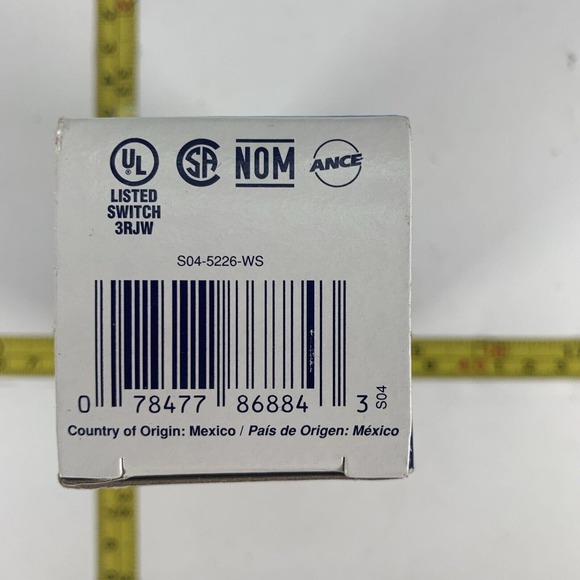 UL SA NOM ANCE
LISTED
SWITCH
3RJW
S04-5226-WS
0 78477 86884 3
S04
Country of Origin: Mexico / País de Origen: México